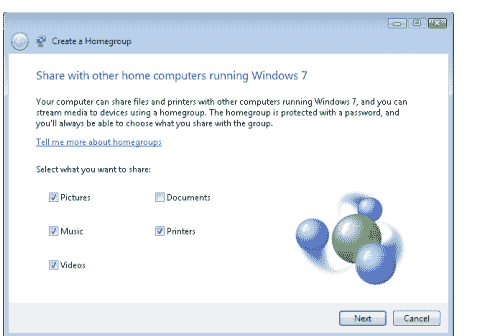 Create a Homegroup
Share with other home computers running Windows 7
Your computer can share files and printers with other computers running Windows 7, and you can
stream media to devices using a homegroup. The homegroup is protected with a password, and
you'll always be able to choose what you share with the group.
Tell me more about homegroups
Select what you want to share:
Pictures Documents
Music Printers
Videos
Next Cancel